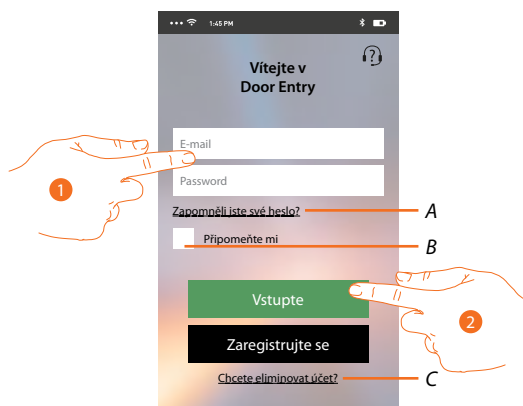 1:45 PM
?
Vítejte v
Door Entry
E-mail
1
Password
Zapomněli jste své heslo?
A
Připomeňte mi
B
Vstupte
2
Zaregistrujte se
Chcete eliminovat účet?
C